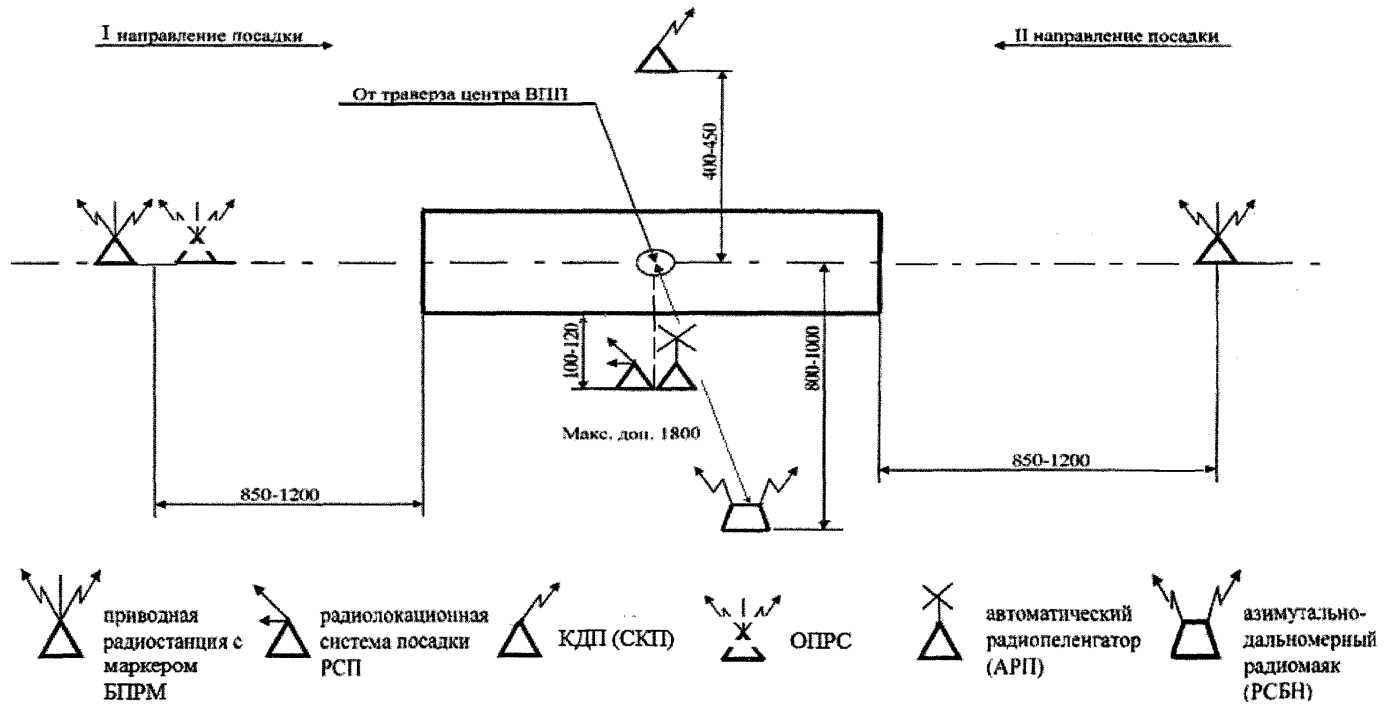 I направление посадки
II направление посадки
От траверза центра ВПП
400-450
100-120
800-1000
Макс. доп. 1800
850-1200
850-1200
приводная
радиостанция с
маркером
БПРМ
радиолокационная
система посадки
РСП
КДП (СКП)
ОПРС
автоматический
радиопеленгатор
(АРП)
азимутально-
дальномерный
радиомаяк
(РСБН)